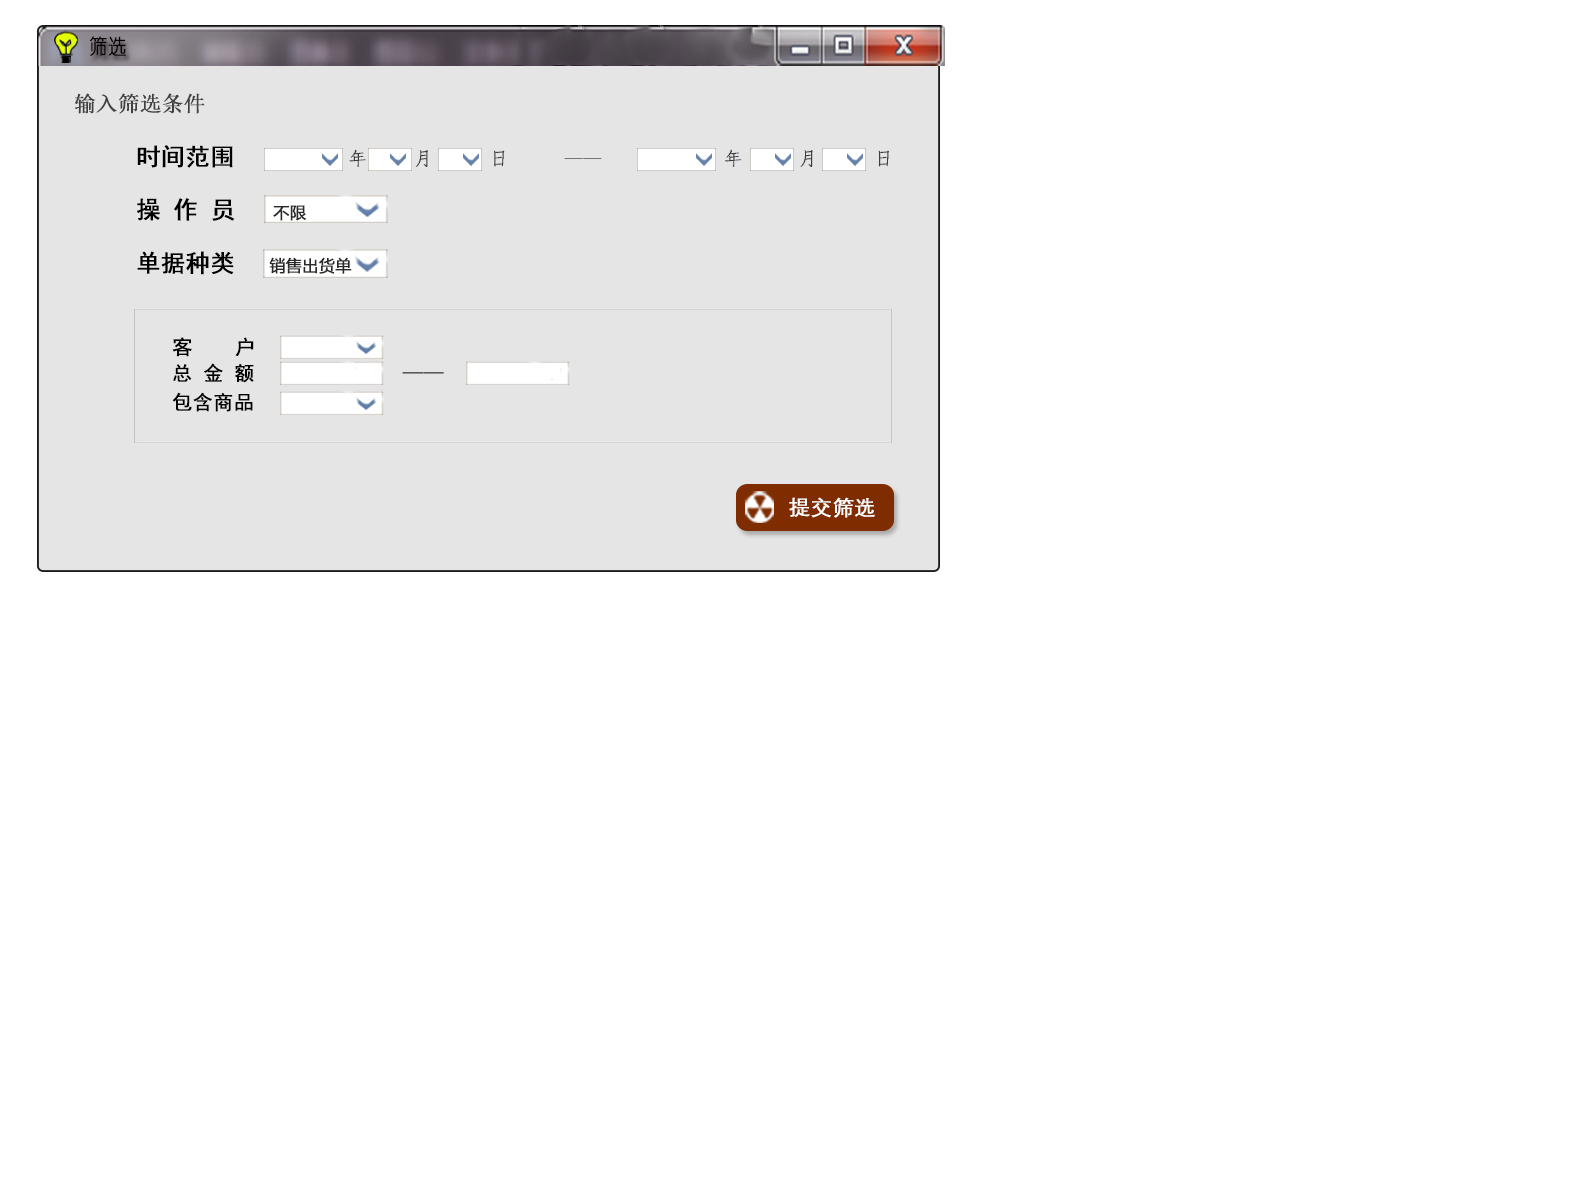 筛选
输入筛选条件
时间范围 年 月 日 —— 年 月 日
操作员 不限
单据种类 销售出货单
客户
总金额 ——
包含商品
提交筛选